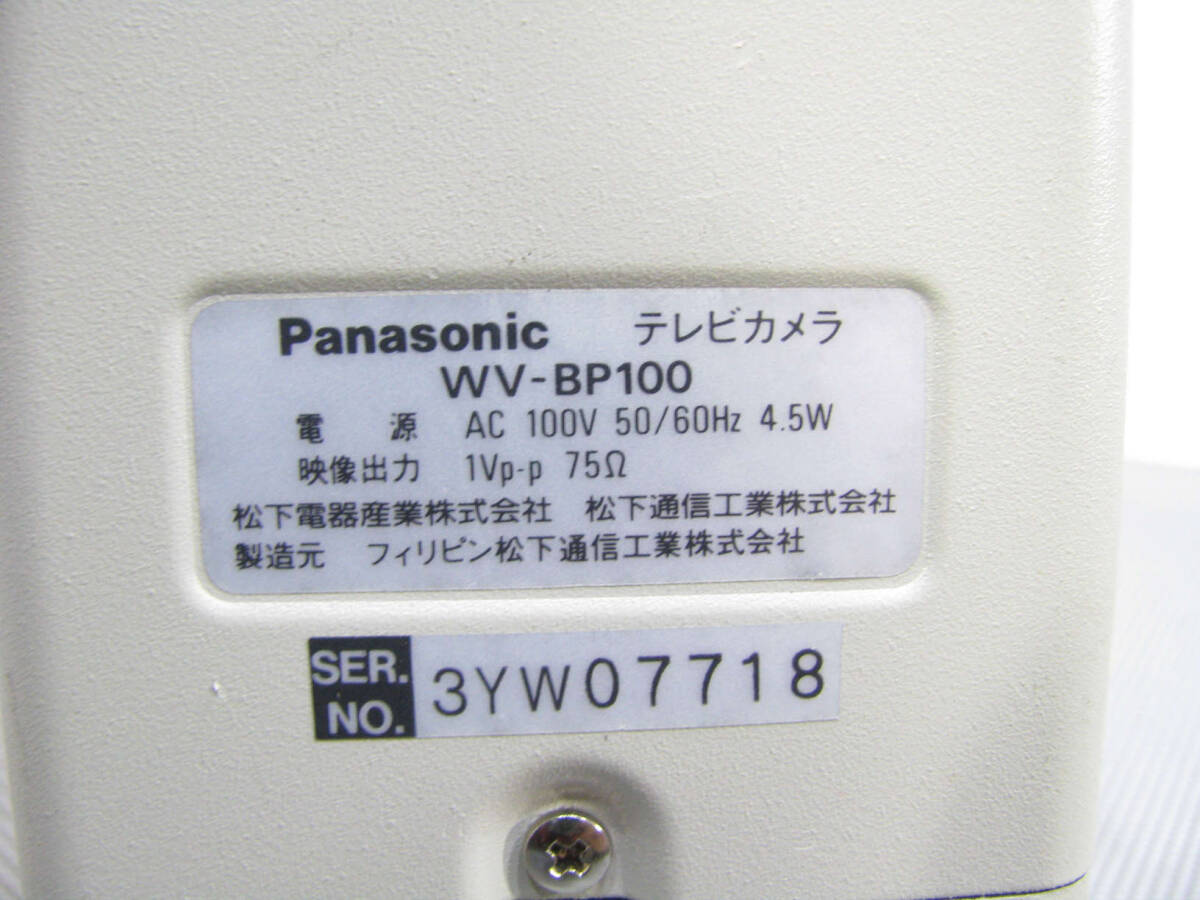 Panasonic テレビカメラ
WV-BP100
電 源 AC 100V 50/60Hz 4.5W
映像出力 1Vp-p 75Ω
松下電器産業株式会社 松下通信工業株式会社
製造元 フィリピン松下通信工業株式会社
SER. NO. 3YW07718